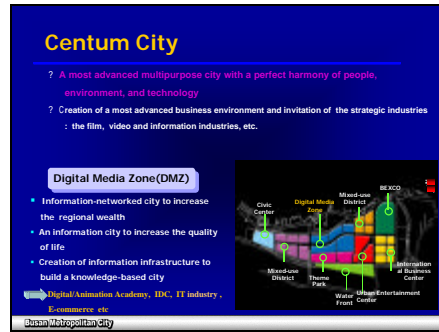 Centum City
? A most advanced multipurpose city with a perfect harmony of people,
environment, and technology
? Creation of a most advanced business environment and invitation of the strategic industries
: the film, video and information industries, etc.
Digital Media Zone(DMZ)
Information-networked city to increase
the regional wealth
An information city to increase the quality
of life
Creation of information infrastructure to
build a knowledge-based city
Digital/Animation Academy, IDC, IT industry ,
E-commerce etc
Civic
Center
Digital Media
Zone
Mixed-use
District
BEXCO
Mixed-use
District
Theme
Park
Water
Front
Urban Entertainment
Center
Internation
al Business
Center
Busan Metropolitan City